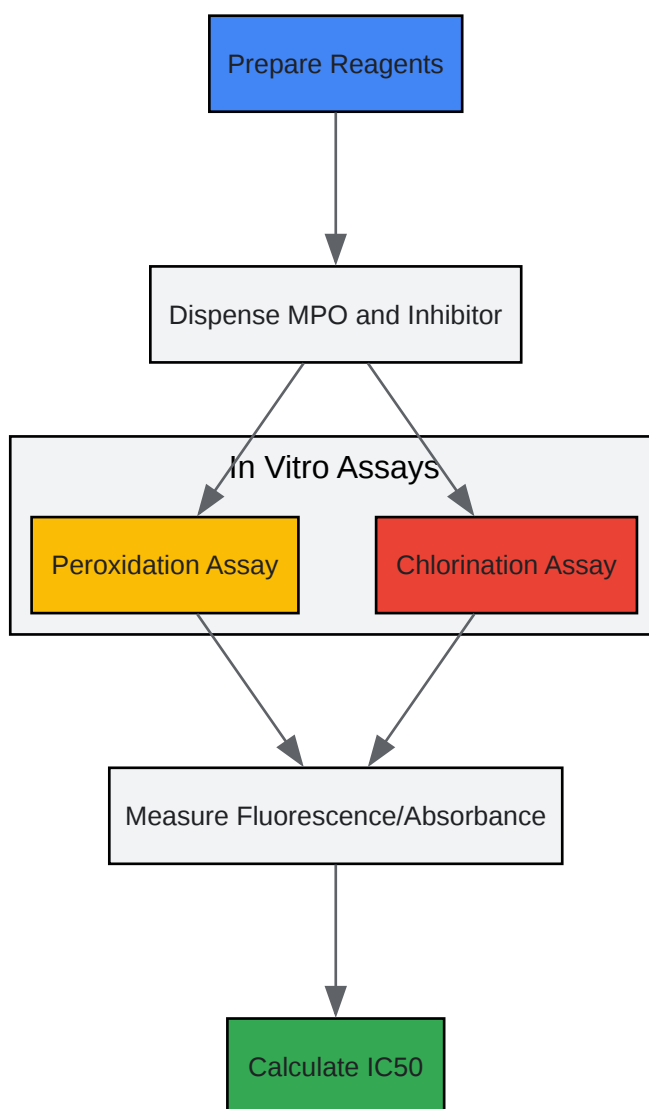 Prepare Reagents
Dispense MPO and Inhibitor
In Vitro Assays
Peroxidation Assay
Chlorination Assay
Measure Fluorescence/Absorbance
Calculate IC50